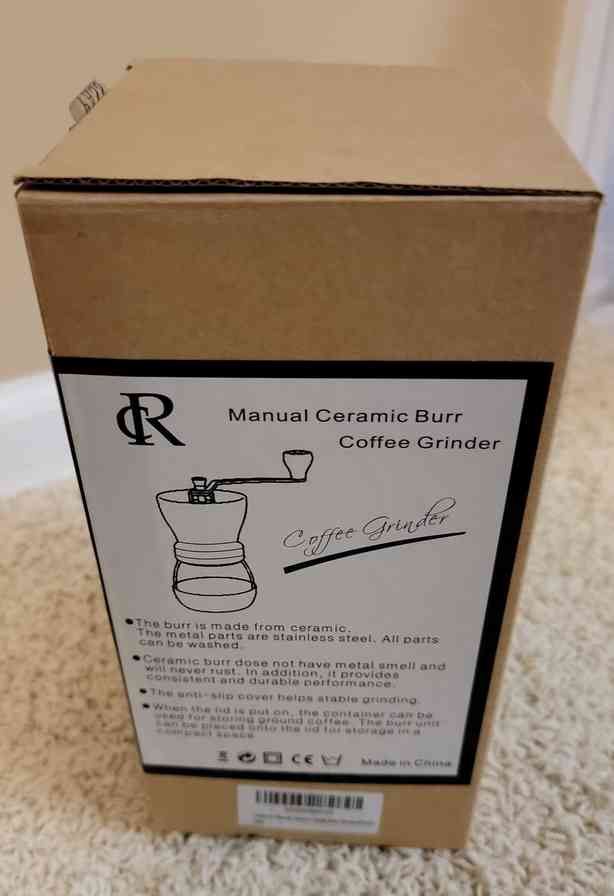 CR
Manual Ceramic Burr
Coffee Grinder
Coffee Grinder
●The burr is made from ceramic.
The metal parts are stainless steel. All parts
can be washed.
●Ceramic burr dose not have metal smell and
will never rust. In addition, it provides
consistent and durable performance.
●The anti-slip cover helps stable grinding.
●When the lid is put on, the container can be
used for storing ground coffee. The burr unit
can be placed onto the lid for storage in a
compact space
CE
Made in China